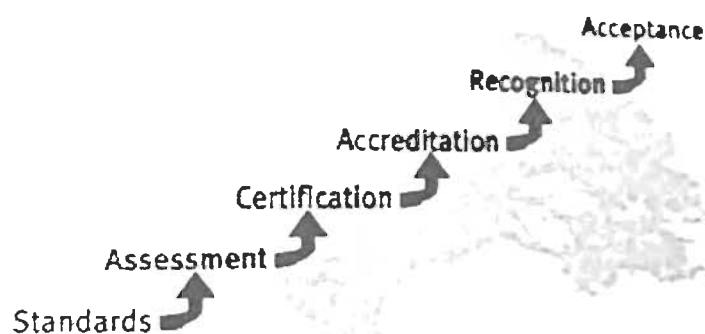 Acceptance
Recognition
Accreditation
Certification
Assessment
Standards